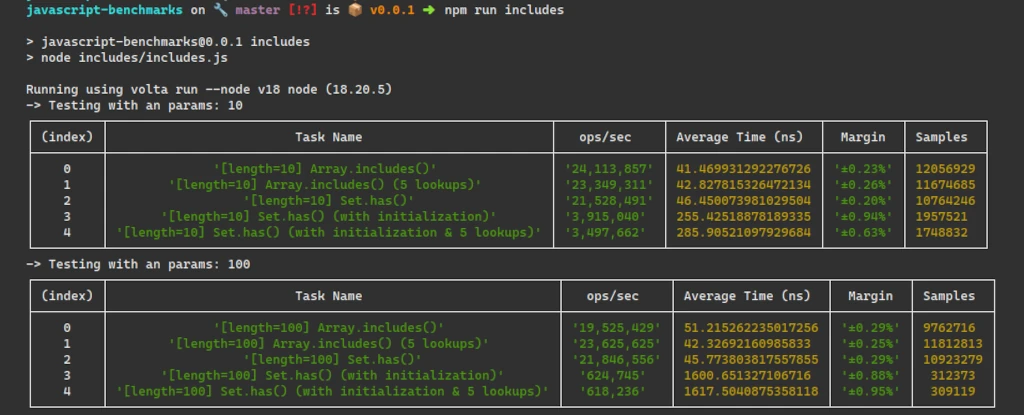 javascript-benchmarks on 🔧 master [!?] is 📦 v0.0.1 ➜ npm run includes
> javascript-benchmarks@0.0.1 includes
> node includes/includes.js
Running using volta run --node v18 node (18.20.5)
-> Testing with an params: 10
(index) Task Name ops/sec Average Time (ns) Margin Samples
0 '[length=10] Array.includes()' '24,113,857' 41.469931292276726 '±0.23%' 12056929
1 '[length=10] Array.includes() (5 lookups)' '23,349,311' 42.827815326472134 '±0.26%' 11674685
2 '[length=10] Set.has()' '21,528,491' 46.450073981029504 '±0.20%' 10764246
3 '[length=10] Set.has() (with initialization)' '3,915,040' 255.42518878189335 '±0.94%' 1957521
4 '[length=10] Set.has() (with initialization & 5 lookups)' '3,497,662' 285.90521097929684 '±0.63%' 1748832
-> Testing with an params: 100
(index) Task Name ops/sec Average Time (ns) Margin Samples
0 '[length=100] Array.includes()' '19,525,429' 51.215262235017256 '±0.29%' 9762716
1 '[length=100] Array.includes() (5 lookups)' '23,625,625' 42.32692160985833 '±0.25%' 11812813
2 '[length=100] Set.has()' '21,846,556' 45.773803817557855 '±0.29%' 10923279
3 '[length=100] Set.has() (with initialization)' '624,745' 1600.651327106716 '±0.88%' 312373
4 '[length=100] Set.has() (with initialization & 5 lookups)' '618,236' 1617.5040875358118 '±0.95%' 309119